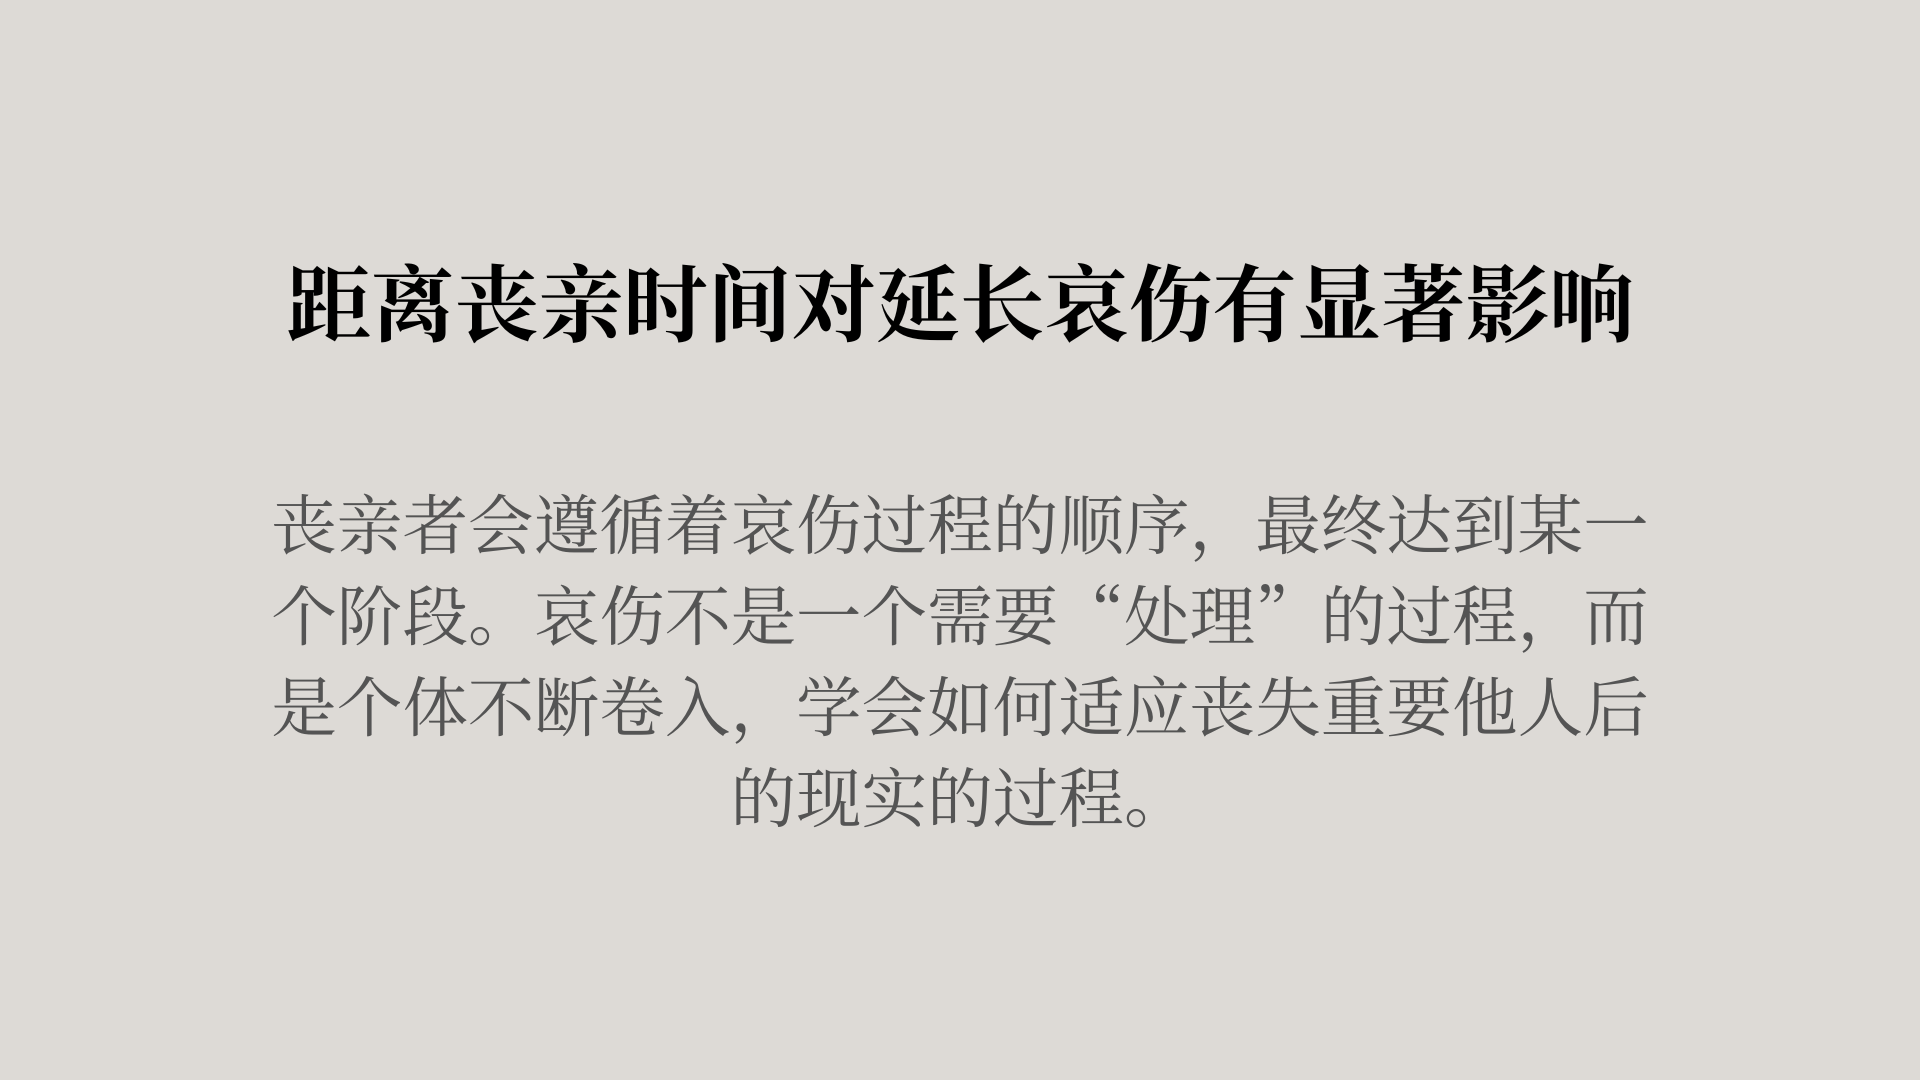 距离丧亲时间对延长哀伤有显著影响
丧亲者会遵循着哀伤过程的顺序，最终达到某一
个阶段。哀伤不是一个需要“处理”的过程，而
是个体不断卷入，学会如何适应丧失重要他人后
的现实的过程。